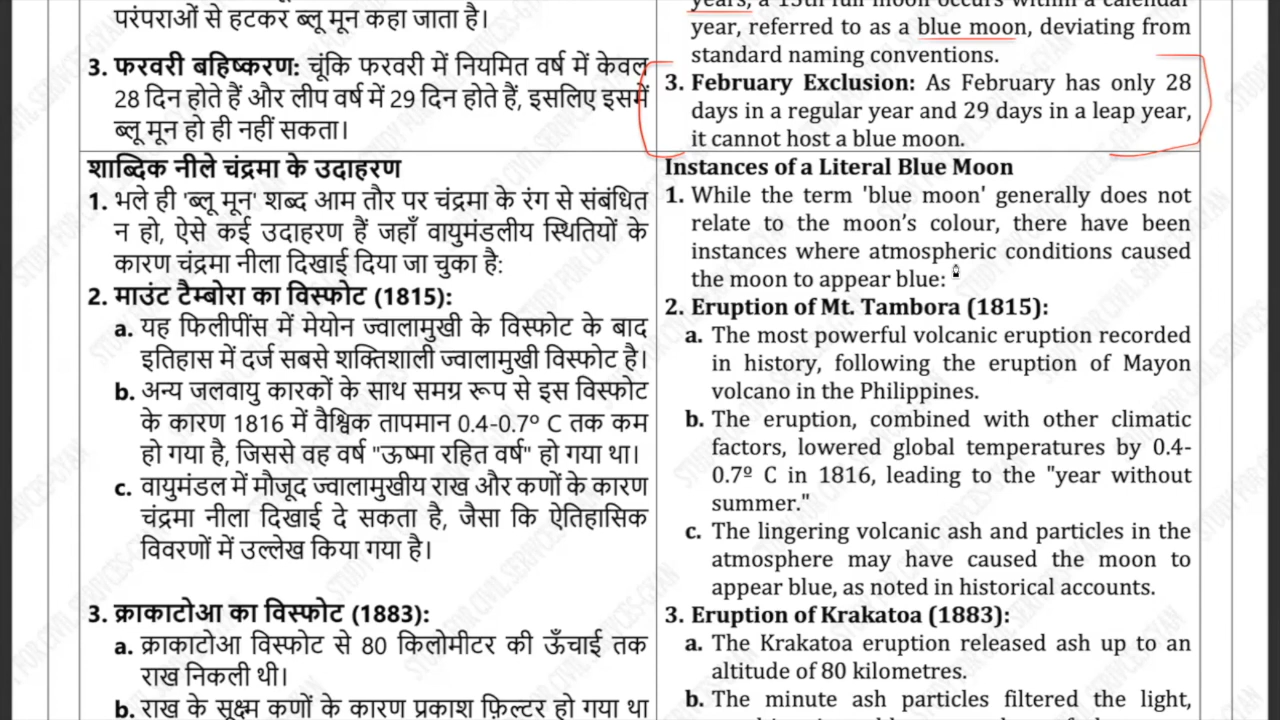 परंपराओं से हटकर ब्लू मून कहा जाता है।
3. फरवरी बहिष्करण: चूंकि फरवरी में नियमित वर्ष में केवल
28 दिन होते हैं और लीप वर्ष में 29 दिन होते हैं, इसलिए इसमें
ब्लू मून हो ही नहीं सकता।
शाब्दिक नीले चंद्रमा के उदाहरण
1. भले ही 'ब्लू मून' शब्द आम तौर पर चंद्रमा के रंग से संबंधित
न हो, ऐसे कई उदाहरण हैं जहाँ वायुमंडलीय स्थितियों के
कारण चंद्रमा नीला दिखाई दिया जा चुका है:
2. माउंट टैम्बोरा का विस्फोट (1815):
a. यह फिलीपींस में मेयोन ज्वालामुखी के विस्फोट के बाद
इतिहास में दर्ज सबसे शक्तिशाली ज्वालामुखी विस्फोट है।
b. अन्य जलवायु कारकों के साथ समग्र रूप से इस विस्फोट
के कारण 1816 में वैश्विक तापमान 0.4-0.7º C तक कम
हो गया है, जिससे वह वर्ष "ऊष्मा रहित वर्ष" हो गया था।
c. वायुमंडल में मौजूद ज्वालामुखीय राख और कणों के कारण
चंद्रमा नीला दिखाई दे सकता है, जैसा कि ऐतिहासिक
विवरणों में उल्लेख किया गया है।
3. क्राकाटोआ का विस्फोट (1883):
a. क्राकाटोआ विस्फोट से 80 किलोमीटर की ऊँचाई तक
राख निकली थी।
b. राख के सूक्ष्म कणों के कारण प्रकाश फ़िल्टर हो गया था
years, a 13th full moon occurs within a calendar
year, referred to as a blue moon, deviating from
standard naming conventions.
3. February Exclusion: As February has only 28
days in a regular year and 29 days in a leap year,
it cannot host a blue moon.
Instances of a Literal Blue Moon
1. While the term 'blue moon' generally does not
relate to the moon’s colour, there have been
instances where atmospheric conditions caused
the moon to appear blue:
2. Eruption of Mt. Tambora (1815):
a. The most powerful volcanic eruption recorded
in history, following the eruption of Mayon
volcano in the Philippines.
b. The eruption, combined with other climatic
factors, lowered global temperatures by 0.4-
0.7º C in 1816, leading to the "year without
summer."
c. The lingering volcanic ash and particles in the
atmosphere may have caused the moon to
appear blue, as noted in historical accounts.
3. Eruption of Krakatoa (1883):
a. The Krakatoa eruption released ash up to an
altitude of 80 kilometres.
b. The minute ash particles filtered the light,